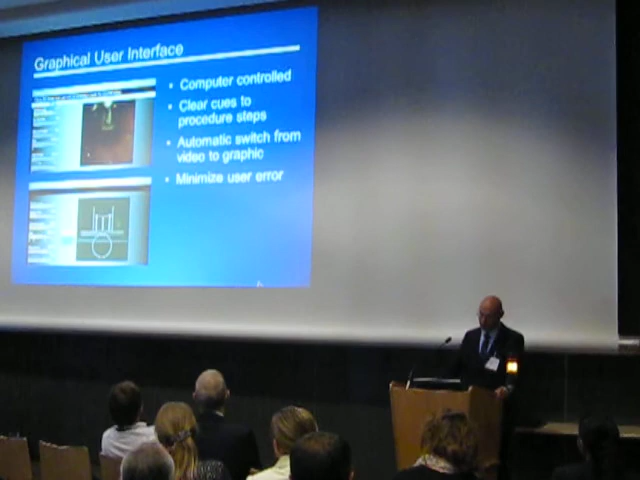 Graphical User Interface
• Computer controlled
• Clear cues to
procedure steps
• Automatic switch from
video to graphic
• Minimize user error